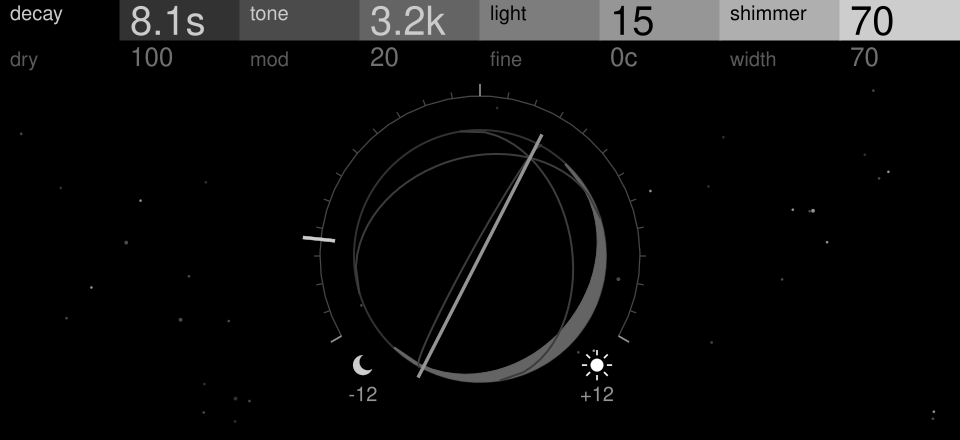 decay 8.1s tone 3.2k light 15 shimmer 70
dry 100 mod 20 fine 0c width 70
-12 +12